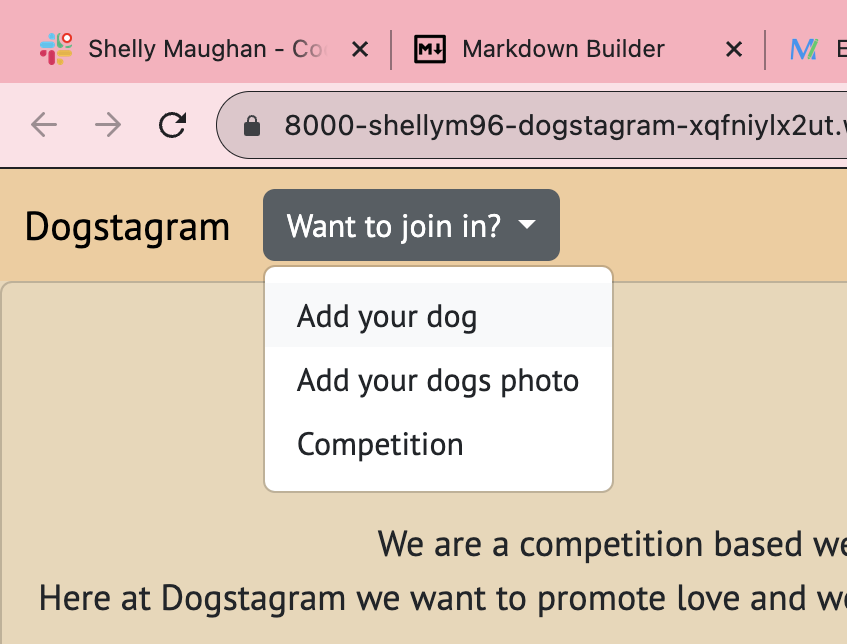 Shelly Maughan - Co
Markdown Builder
8000-shellym96-dogstagram-xqfniylx2ut.
Dogstagram
Want to join in?
Add your dog
Add your dogs photo
Competition
We are a competition based we
Here at Dogstagram we want to promote love and we